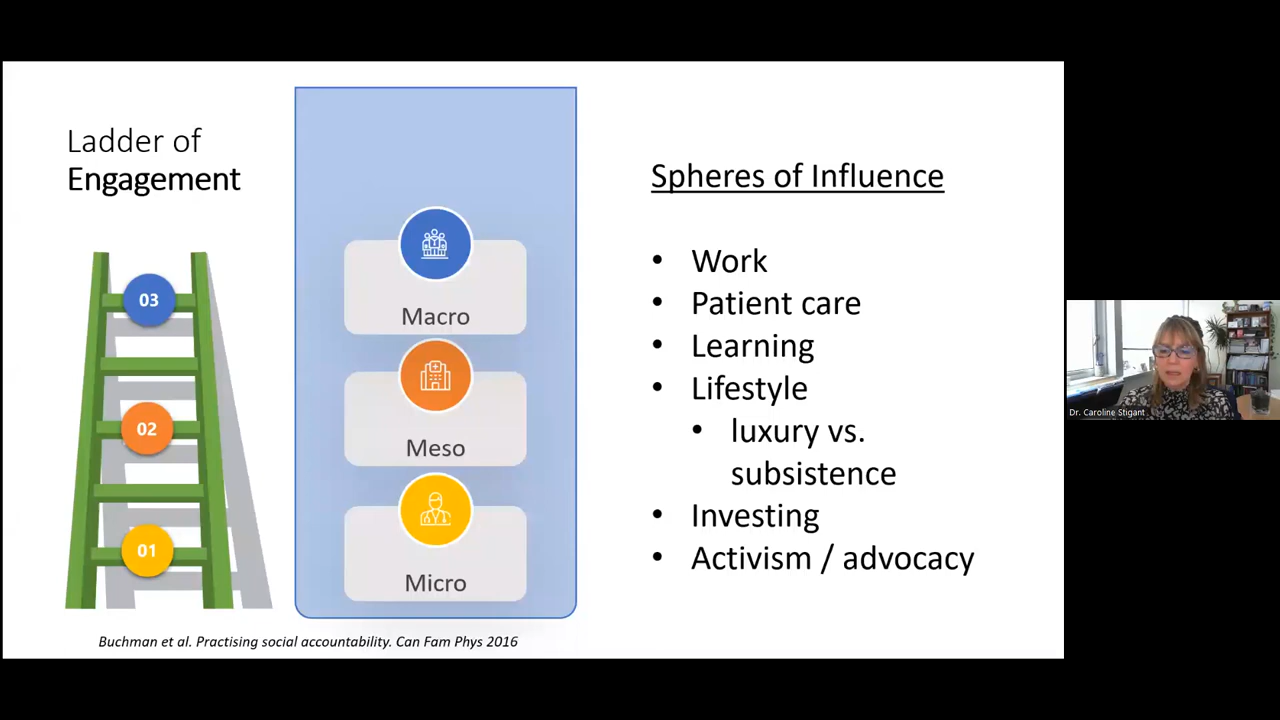 Ladder of
Engagement
03
02
01
Macro
Meso
Micro
Buchman et al. Practising social accountability. Can Fam Phys 2016
Spheres of Influence
• Work
• Patient care
• Learning
• Lifestyle
• luxury vs.
subsistence
• Investing
• Activism / advocacy
Dr. Caroline Stigant